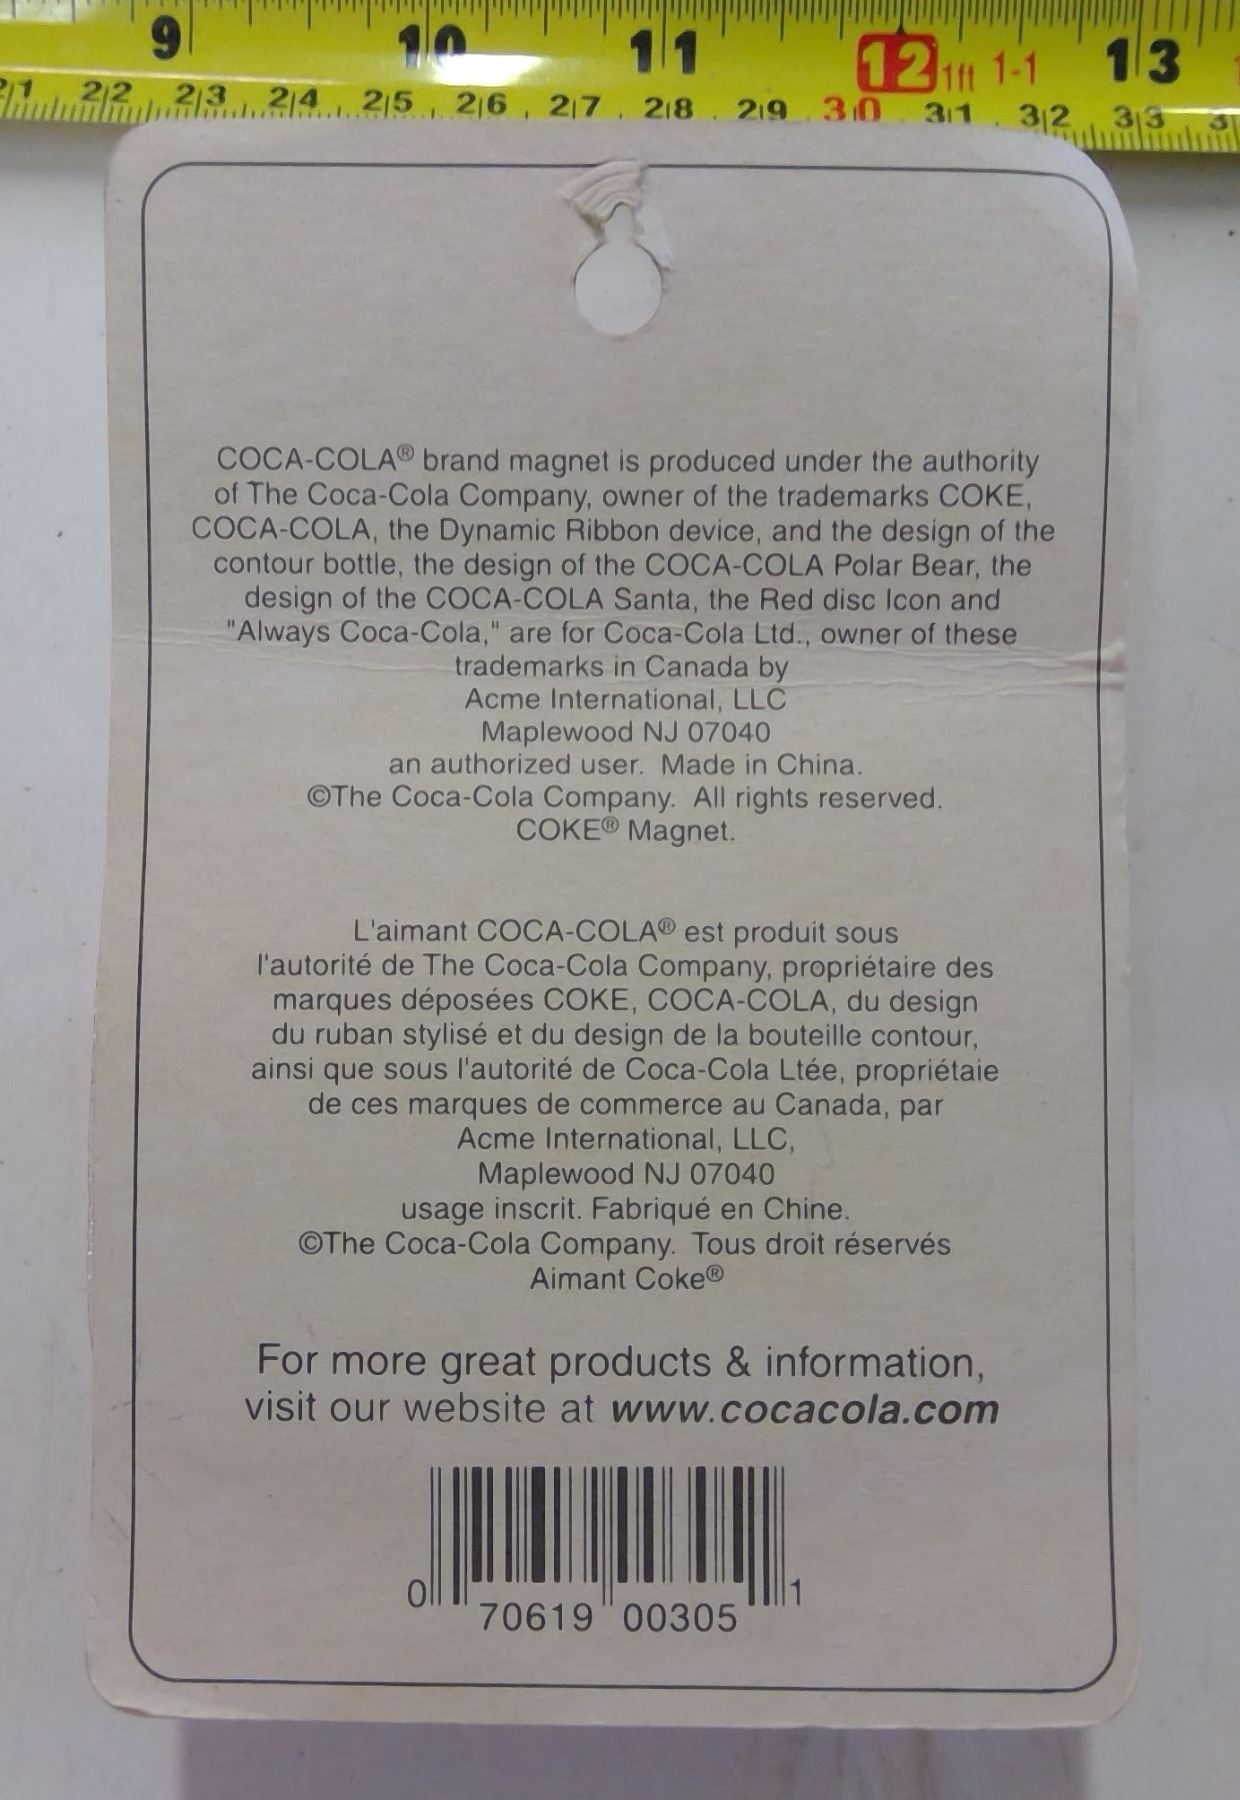 9 10 11 12 1ft 1-1 13
21 22 23 24 25 26 27 28 29 30 31 32 33
COCA-COLA® brand magnet is produced under the authority
of The Coca-Cola Company, owner of the trademarks COKE,
COCA-COLA, the Dynamic Ribbon device, and the design of the
contour bottle, the design of the COCA-COLA Polar Bear, the
design of the COCA-COLA Santa, the Red disc Icon and
"Always Coca-Cola," are for Coca-Cola Ltd., owner of these
trademarks in Canada by
Acme International, LLC
Maplewood NJ 07040
an authorized user. Made in China.
©The Coca-Cola Company. All rights reserved.
COKE® Magnet.
L'aimant COCA-COLA® est produit sous
l'autorité de The Coca-Cola Company, propriétaire des
marques déposées COKE, COCA-COLA, du design
du ruban stylisé et du design de la bouteille contour,
ainsi que sous l'autorité de Coca-Cola Ltée, propriétaie
de ces marques de commerce au Canada, par
Acme International, LLC,
Maplewood NJ 07040
usage inscrit. Fabriqué en Chine.
©The Coca-Cola Company. Tous droit réservés
Aimant Coke®
For more great products & information,
visit our website at www.cocacola.com
0 70619 00305 1